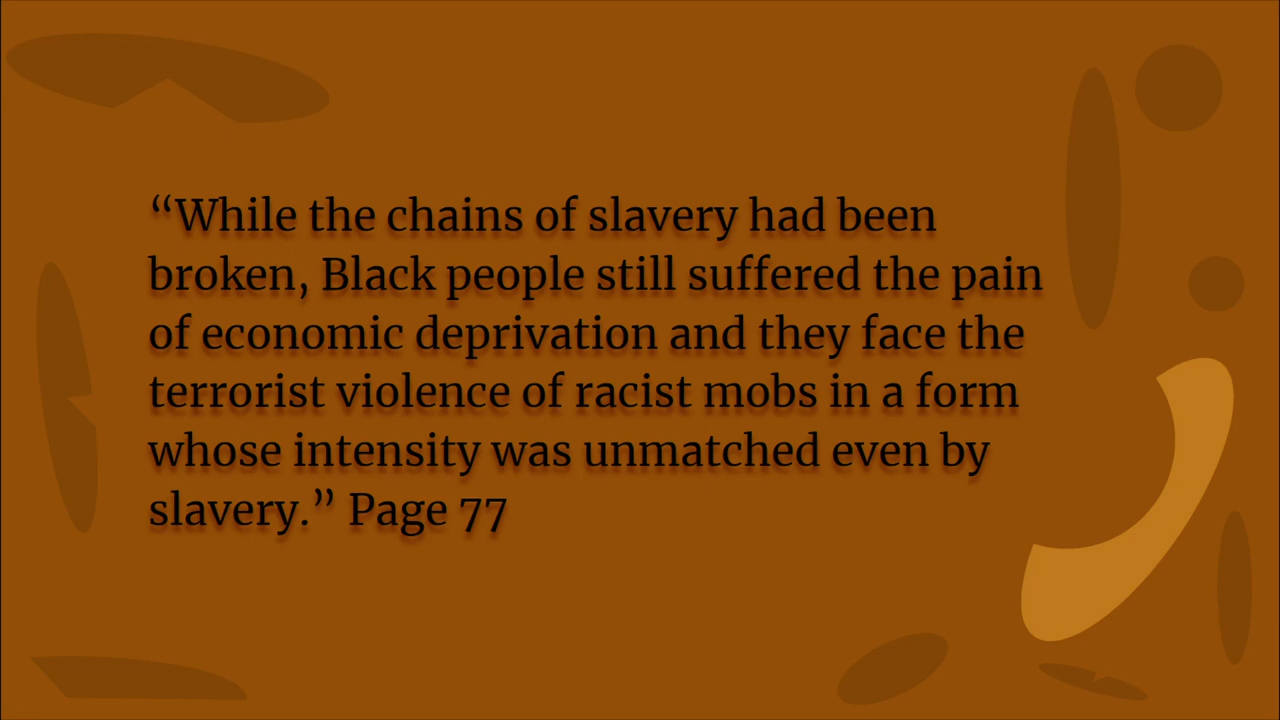 “While the chains of slavery had been
broken, Black people still suffered the pain
of economic deprivation and they face the
terrorist violence of racist mobs in a form
whose intensity was unmatched even by
slavery.” Page 77